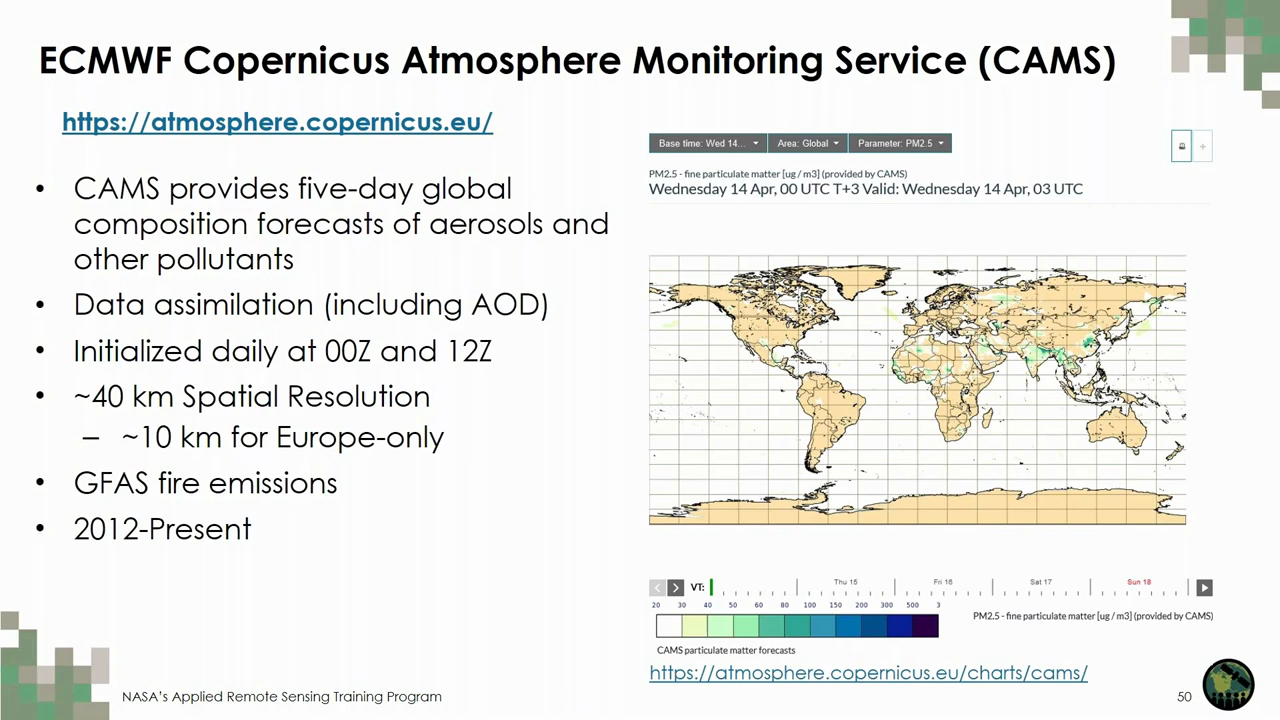 ECMWF Copernicus Atmosphere Monitoring Service (CAMS)
https://atmosphere.copernicus.eu/
• CAMS provides five-day global
composition forecasts of aerosols and
other pollutants
• Data assimilation (including AOD)
• Initialized daily at 00Z and 12Z
• ~40 km Spatial Resolution
– ~10 km for Europe-only
• GFAS fire emissions
• 2012-Present
Base time: Wed 14... Area: Global Parameter: PM2.5
PM2.5 - fine particulate matter [ug / m3] (provided by CAMS)
Wednesday 14 Apr, 00 UTC T+3 Valid: Wednesday 14 Apr, 03 UTC
VT: Thu 15 Fri 16 Sat 17 Sun 18
20 30 40 50 60 80 100 150 200 300 500 3
PM2.5 - fine particulate matter [ug / m3] (provided by CAMS)
CAMS particulate matter forecasts
https://atmosphere.copernicus.eu/charts/cams/
NASA's Applied Remote Sensing Training Program
50